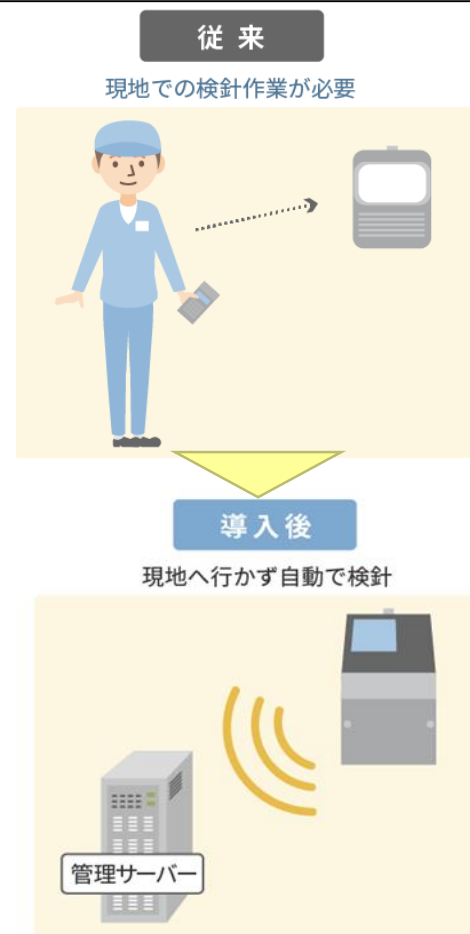 従来
現地での検針作業が必要
導入後
現地へ行かず自動で検針
管理サーバー